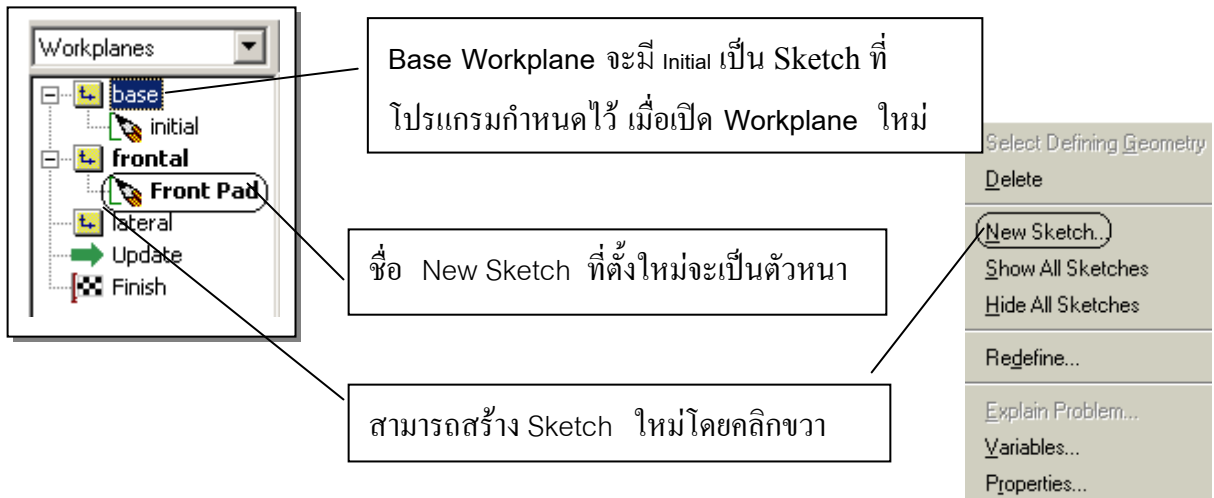 Workplanes
base
initial
frontal
Front Pad
lateral
Update
Finish
Base Workplane จะมี Initial เป็น Sketch ที่
โปรแกรมกำหนดไว้ เมื่อเปิด Workplane ใหม่
ชื่อ New Sketch ที่ตั้งใหม่จะเป็นตัวหนา
สามารถสร้าง Sketch ใหม่โดยคลิกขวา
Select Defining Geometry
Delete
New Sketch...
Show All Sketches
Hide All Sketches
Redefine...
Explain Problem...
Variables...
Properties...